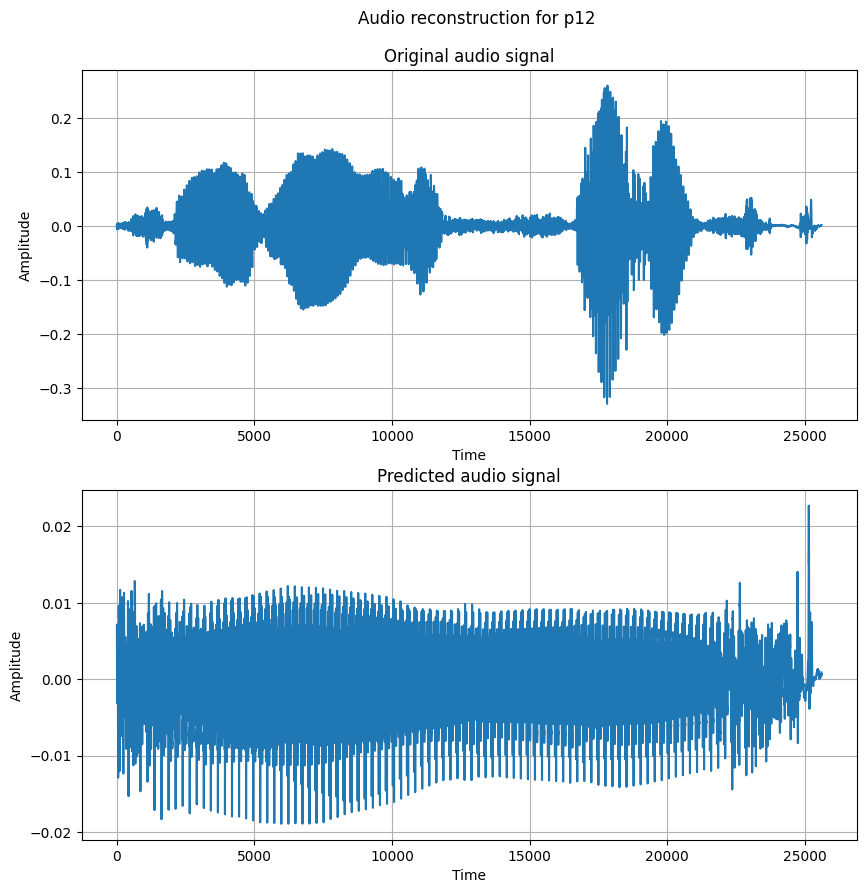 Audio reconstruction for p12
Original audio signal
0.2
0.1
0.0
−0.1
−0.2
−0.3
Amplitude
0 5000 10000 15000 20000 25000
Time
Predicted audio signal
0.02
0.01
0.00
−0.01
−0.02
Amplitude
0 5000 10000 15000 20000 25000
Time